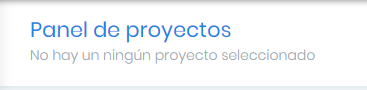 Panel de proyectos
No hay un ningún proyecto seleccionado